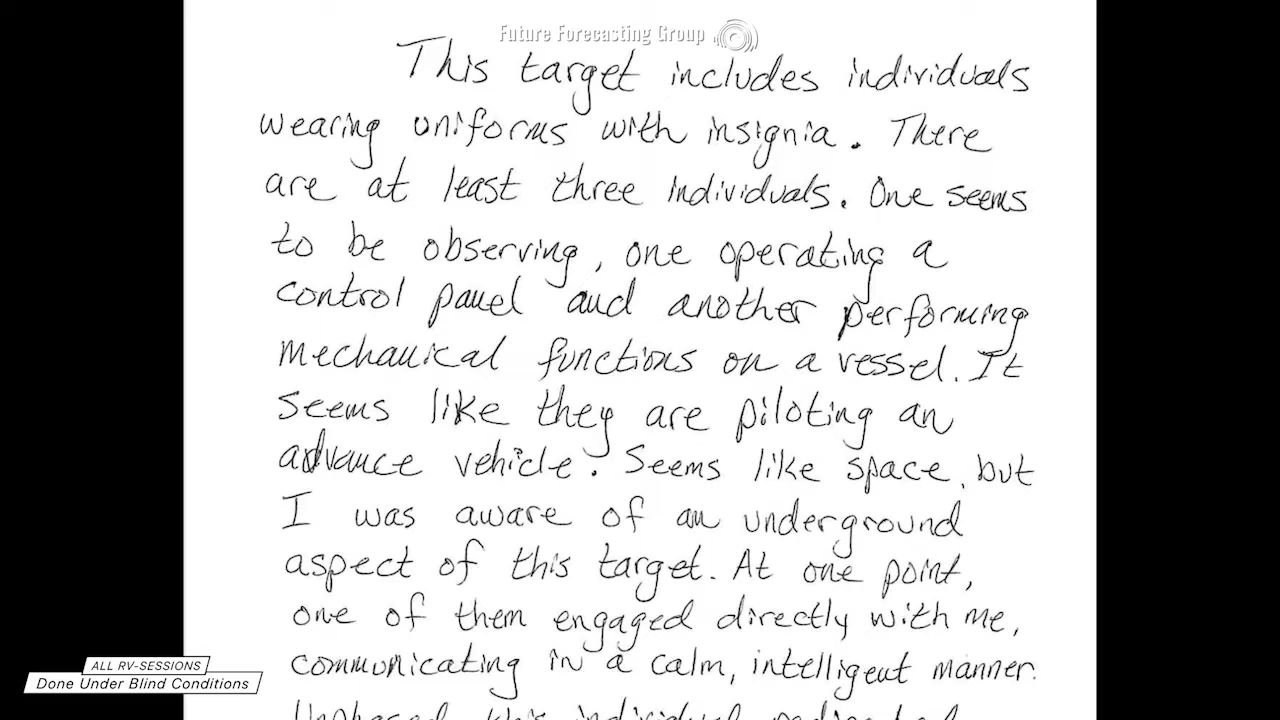 Future Forecasting Group
This target includes individuals
wearing uniforms with insignia. There
are at least three individuals. One seems
to be observing, one operating a
control panel and another performing
mechanical functions on a vessel. It
seems like they are piloting an
advance vehicle. Seems like space, but
I was aware of an underground
aspect of this target. At one point,
one of them engaged directly with me,
communicating in a calm, intelligent manner.
this individual
ALL RV-SESSIONS
Done Under Blind Conditions